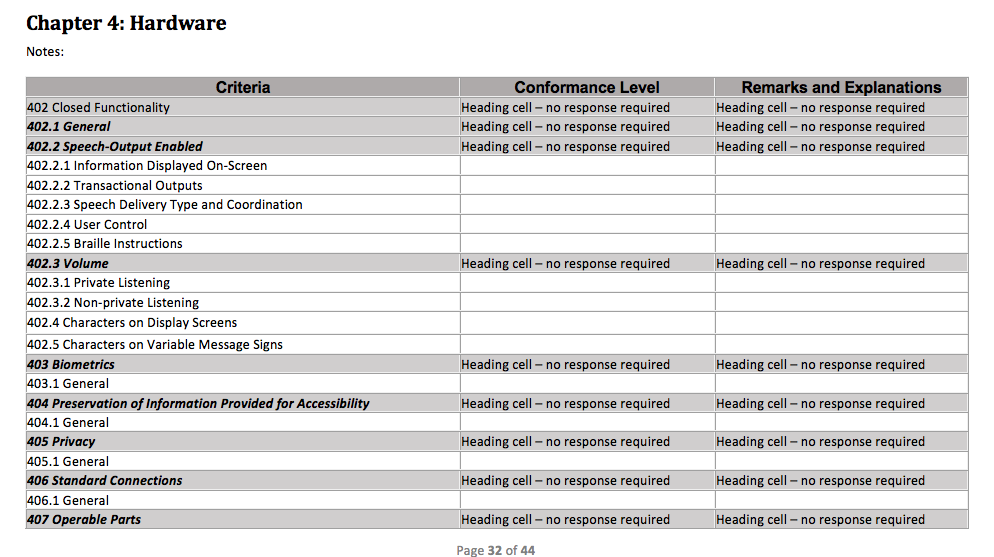 Chapter 4: Hardware
Notes:
Criteria Conformance Level Remarks and Explanations
402 Closed Functionality Heading cell – no response required Heading cell – no response required
402.1 General Heading cell – no response required Heading cell – no response required
402.2 Speech-Output Enabled Heading cell – no response required Heading cell – no response required
402.2.1 Information Displayed On-Screen
402.2.2 Transactional Outputs
402.2.3 Speech Delivery Type and Coordination
402.2.4 User Control
402.2.5 Braille Instructions
402.3 Volume Heading cell – no response required Heading cell – no response required
402.3.1 Private Listening
402.3.2 Non-private Listening
402.4 Characters on Display Screens
402.5 Characters on Variable Message Signs
403 Biometrics Heading cell – no response required Heading cell – no response required
403.1 General
404 Preservation of Information Provided for Accessibility Heading cell – no response required Heading cell – no response required
404.1 General
405 Privacy Heading cell – no response required Heading cell – no response required
405.1 General
406 Standard Connections Heading cell – no response required Heading cell – no response required
406.1 General
407 Operable Parts Heading cell – no response required Heading cell – no response required
Page 32 of 44